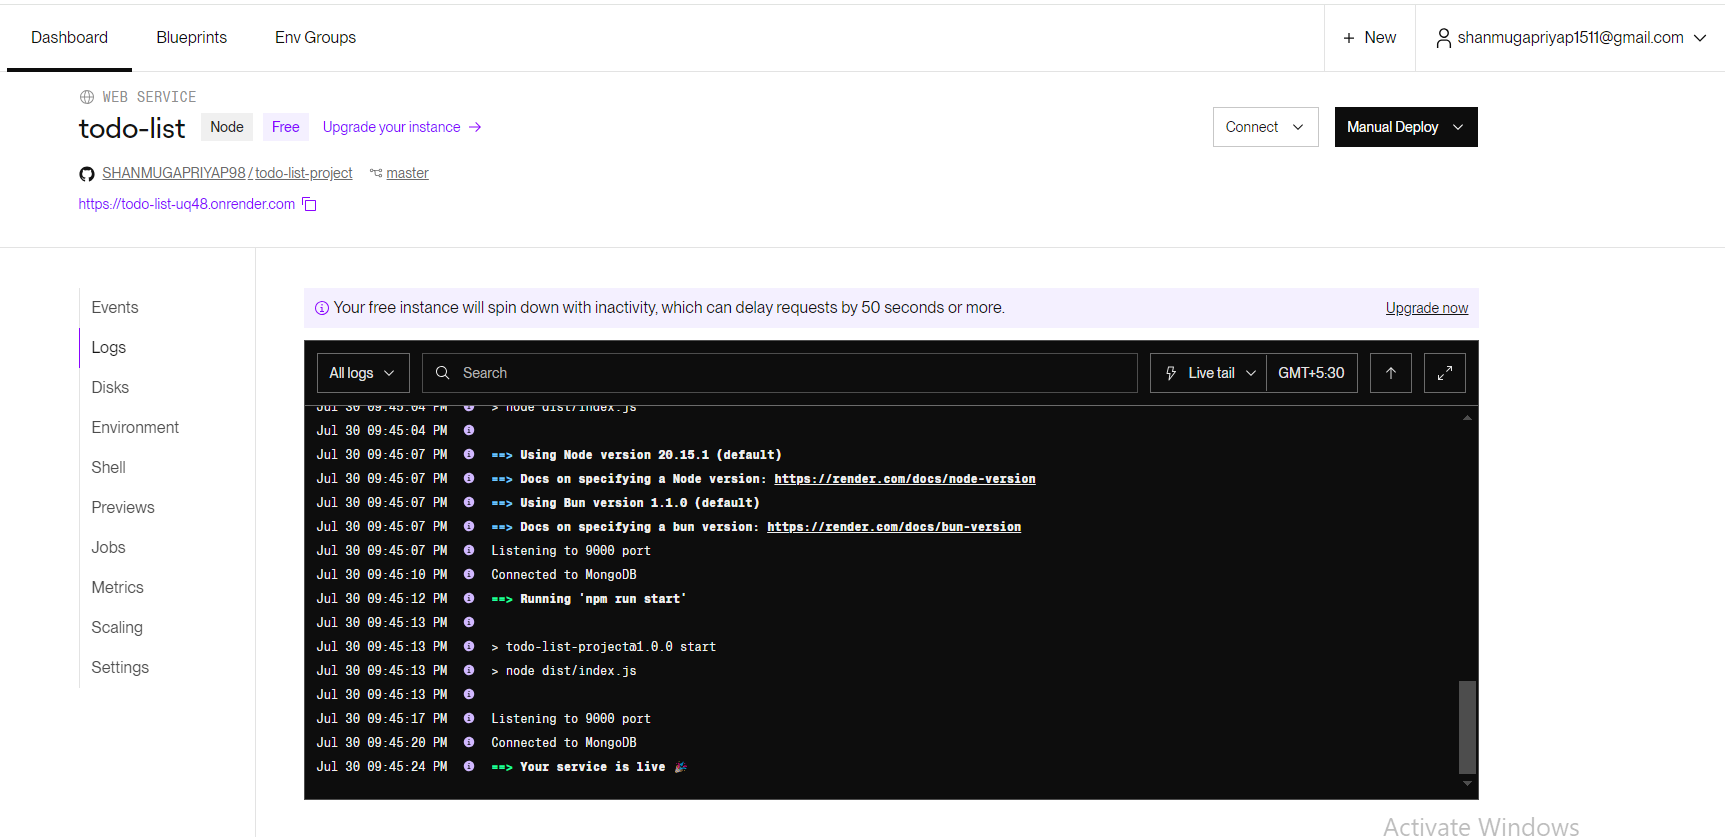 Dashboard Blueprints Env Groups + New shanmugapriyap1511@gmail.com
WEB SERVICE
todo-list Node Free Upgrade your instance → Connect Manual Deploy
SHANMUGAPRIYAP98 / todo-list-project master
https://todo-list-uq48.onrender.com
Events
Logs
Disks
Environment
Shell
Previews
Jobs
Metrics
Scaling
Settings
Your free instance will spin down with inactivity, which can delay requests by 50 seconds or more. Upgrade now
All logs Search Live tail GMT+5:30
Jul 30 09:45:04 PM > node dist/index.js
Jul 30 09:45:04 PM
Jul 30 09:45:07 PM ==> Using Node version 20.15.1 (default)
Jul 30 09:45:07 PM ==> Docs on specifying a Node version: https://render.com/docs/node-version
Jul 30 09:45:07 PM ==> Using Bun version 1.1.0 (default)
Jul 30 09:45:07 PM ==> Docs on specifying a bun version: https://render.com/docs/bun-version
Jul 30 09:45:07 PM Listening to 9000 port
Jul 30 09:45:10 PM Connected to MongoDB
Jul 30 09:45:12 PM ==> Running 'npm run start'
Jul 30 09:45:13 PM
Jul 30 09:45:13 PM > todo-list-project@1.0.0 start
Jul 30 09:45:13 PM > node dist/index.js
Jul 30 09:45:13 PM
Jul 30 09:45:17 PM Listening to 9000 port
Jul 30 09:45:20 PM Connected to MongoDB
Jul 30 09:45:24 PM ==> Your service is live 🎉
Activate Windows